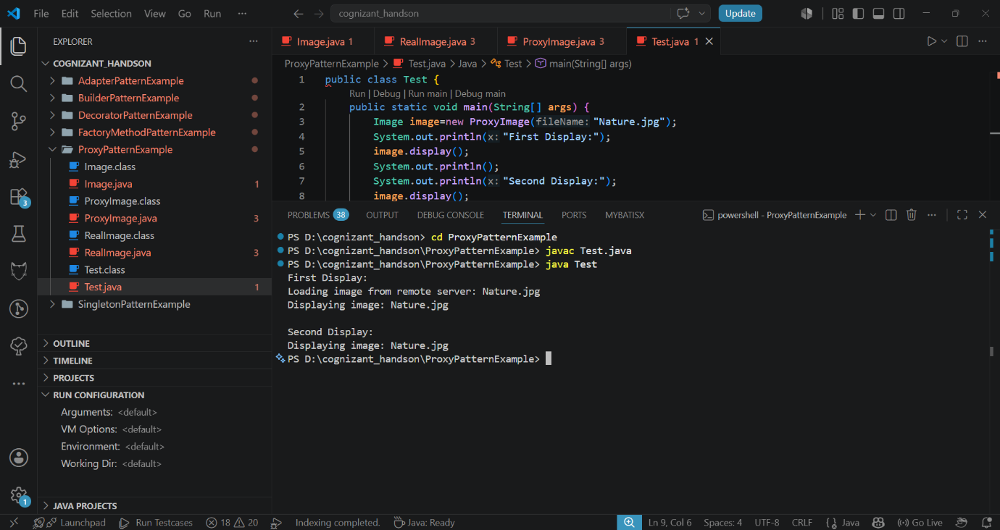 File Edit Selection View Go Run ··· cognizant_handson Update
EXPLORER ···
COGNIZANT_HANDSON
AdapterPatternExample
BuilderPatternExample
DecoratorPatternExample
FactoryMethodPatternExample
ProxyPatternExample
Image.class
Image.java 1
ProxyImage.class
ProxyImage.java 3
RealImage.class
RealImage.java 3
Test.class
Test.java 1
SingletonPatternExample
OUTLINE
TIMELINE
PROJECTS
RUN CONFIGURATION
Arguments: <default>
VM Options: <default>
Environment: <default>
Working Dir: <default>
JAVA PROJECTS
3
1
Image.java 1 RealImage.java 3 ProxyImage.java 3 Test.java 1
ProxyPatternExample > Test.java > Java > Test > main(String[] args)
1 public class Test {
Run | Debug | Run main | Debug main
2 public static void main(String[] args) {
3 Image image=new ProxyImage(fileName: "Nature.jpg");
4 System.out.println(x: "First Display:");
5 image.display();
6 System.out.println();
7 System.out.println(x: "Second Display:");
8 image.display();
PROBLEMS 38 OUTPUT DEBUG CONSOLE TERMINAL PORTS MYBATISX powershell - ProxyPatternExample
PS D:\cognizant_handson> cd ProxyPatternExample
PS D:\cognizant_handson\ProxyPatternExample> javac Test.java
PS D:\cognizant_handson\ProxyPatternExample> java Test
First Display:
Loading image from remote server: Nature.jpg
Displaying image: Nature.jpg
Second Display:
Displaying image: Nature.jpg
PS D:\cognizant_handson\ProxyPatternExample>
Launchpad Run Testcases 18 20 Indexing completed. Java: Ready Ln 9, Col 6 Spaces: 4 UTF-8 CRLF Java Go Live